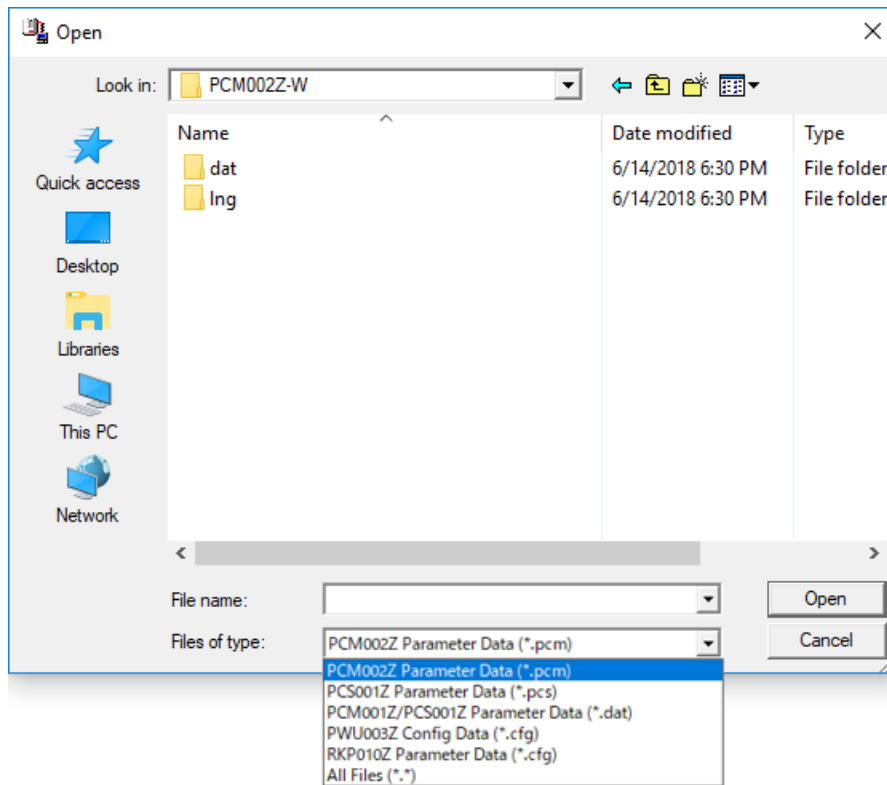 Open
Look in: PCM002Z-W
Name Date modified Type
dat 6/14/2018 6:30 PM File folder
lng 6/14/2018 6:30 PM File folder
Quick access
Desktop
Libraries
This PC
Network
File name: Open
Files of type: PCM002Z Parameter Data (*.pcm) Cancel
PCM002Z Parameter Data (*.pcm)
PCS001Z Parameter Data (*.pcs)
PCM001Z/PCS001Z Parameter Data (*.dat)
PWU003Z Config Data (*.cfg)
RKP010Z Parameter Data (*.cfg)
All Files (*.*)